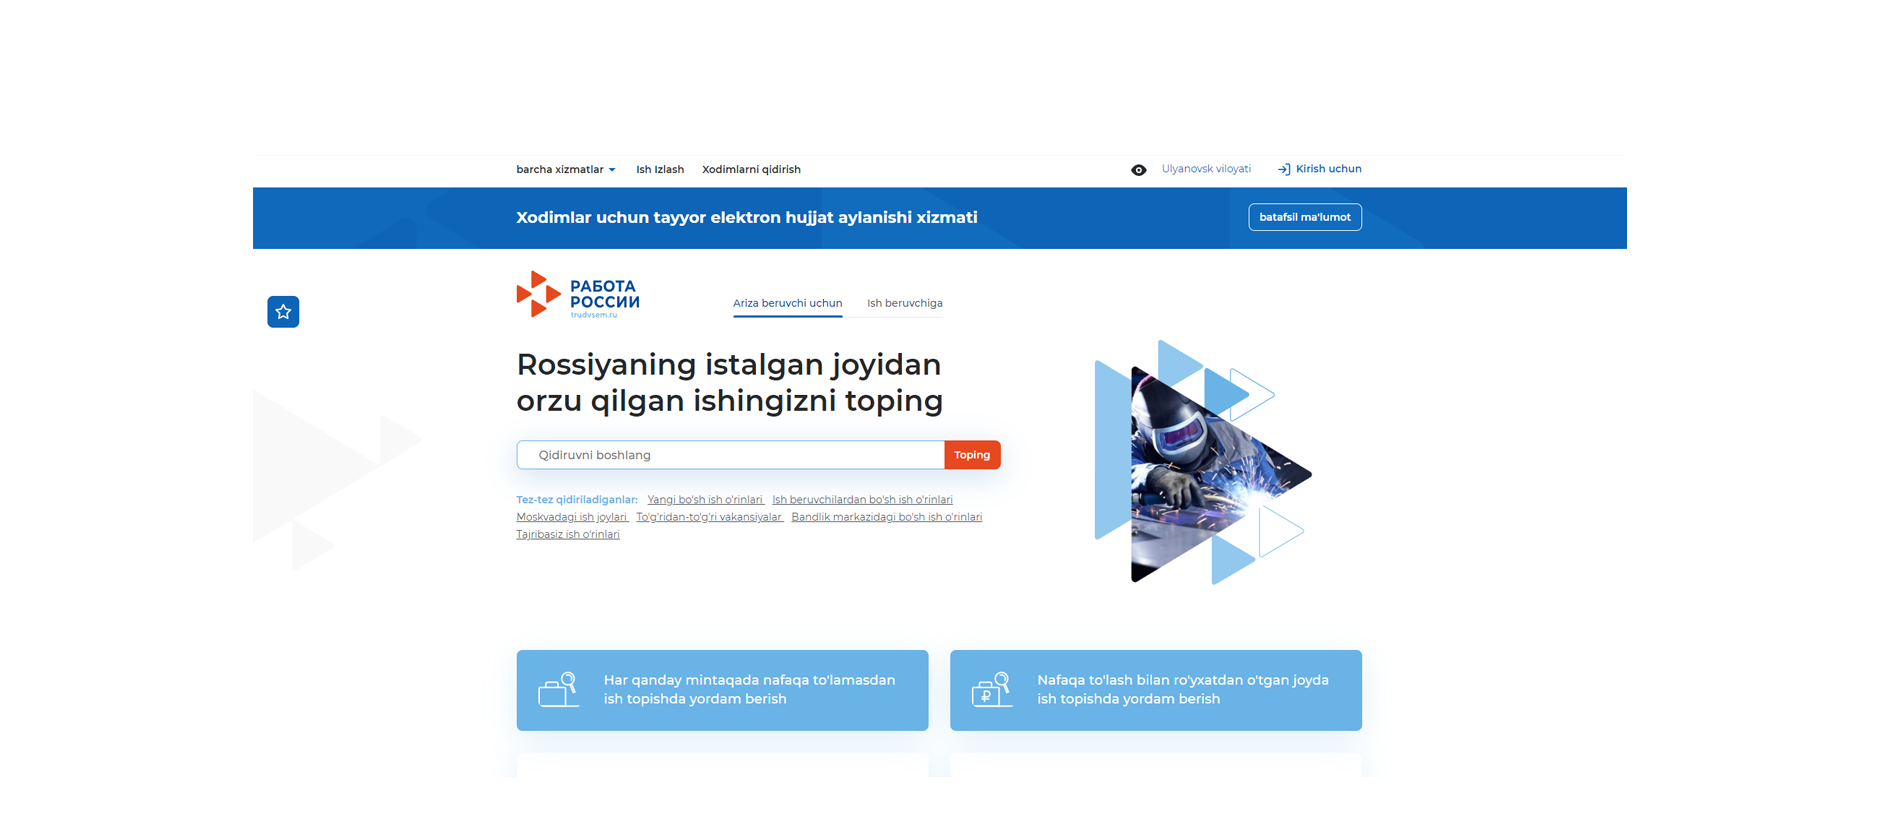 barcha xizmatlar Ish Izlash Xodimlarni qidirish Ulyanovsk viloyati Kirish uchun
Xodimlar uchun tayyor elektron hujjat aylanishi xizmati batafsil ma'lumot
РАБОТА
РОССИИ
trudvsem.ru
Ariza beruvchi uchun Ish beruvchiga
Rossiyaning istalgan joyidan
orzu qilgan ishingizni toping
Qidiruvni boshlang Toping
Tez-tez qidiriladiganlar: Yangi bo'sh ish o'rinlari Ish beruvchilardan bo'sh ish o'rinlari
Moskvadagi ish joylari To'g'ridan-to'g'ri vakansiyalar Bandlik markazidagi bo'sh ish o'rinlari
Tajribasiz ish o'rinlari
Har qanday mintaqada nafaqa to'lamasdan
ish topishda yordam berish
Nafaqa to'lash bilan ro'yxatdan o'tgan joyda
ish topishda yordam berish